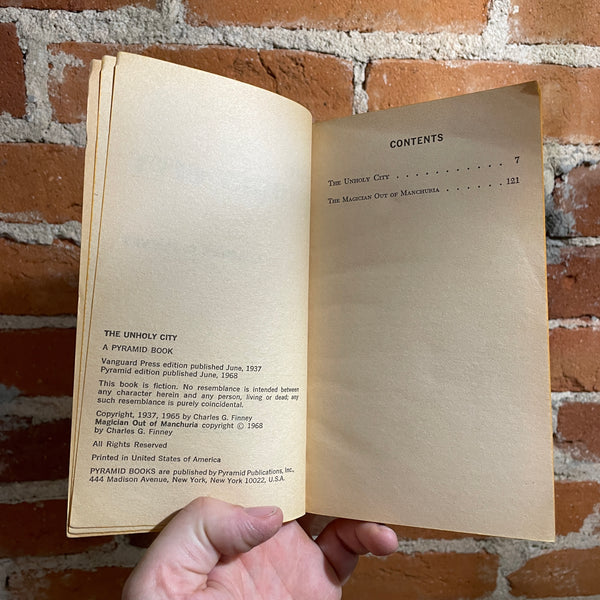 THE UNHOLY CITY
A PYRAMID BOOK
Vanguard Press edition published June, 1937
Pyramid edition published June, 1968
This book is fiction. No resemblance is intended between
any character herein and any person, living or dead; any
such resemblance is purely coincidental.
Copyright, 1937, 1965 by Charles G. Finney
Magician Out of Manchuria copyright © 1968
by Charles G. Finney
All Rights Reserved
Printed in United States of America
PYRAMID BOOKS are published by Pyramid Publications, Inc.,
444 Madison Avenue, New York, New York 10022, U.S.A.
CONTENTS
The Unholy City . . . . . . . . . . . 7
The Magician Out of Manchuria . . . . . . 121